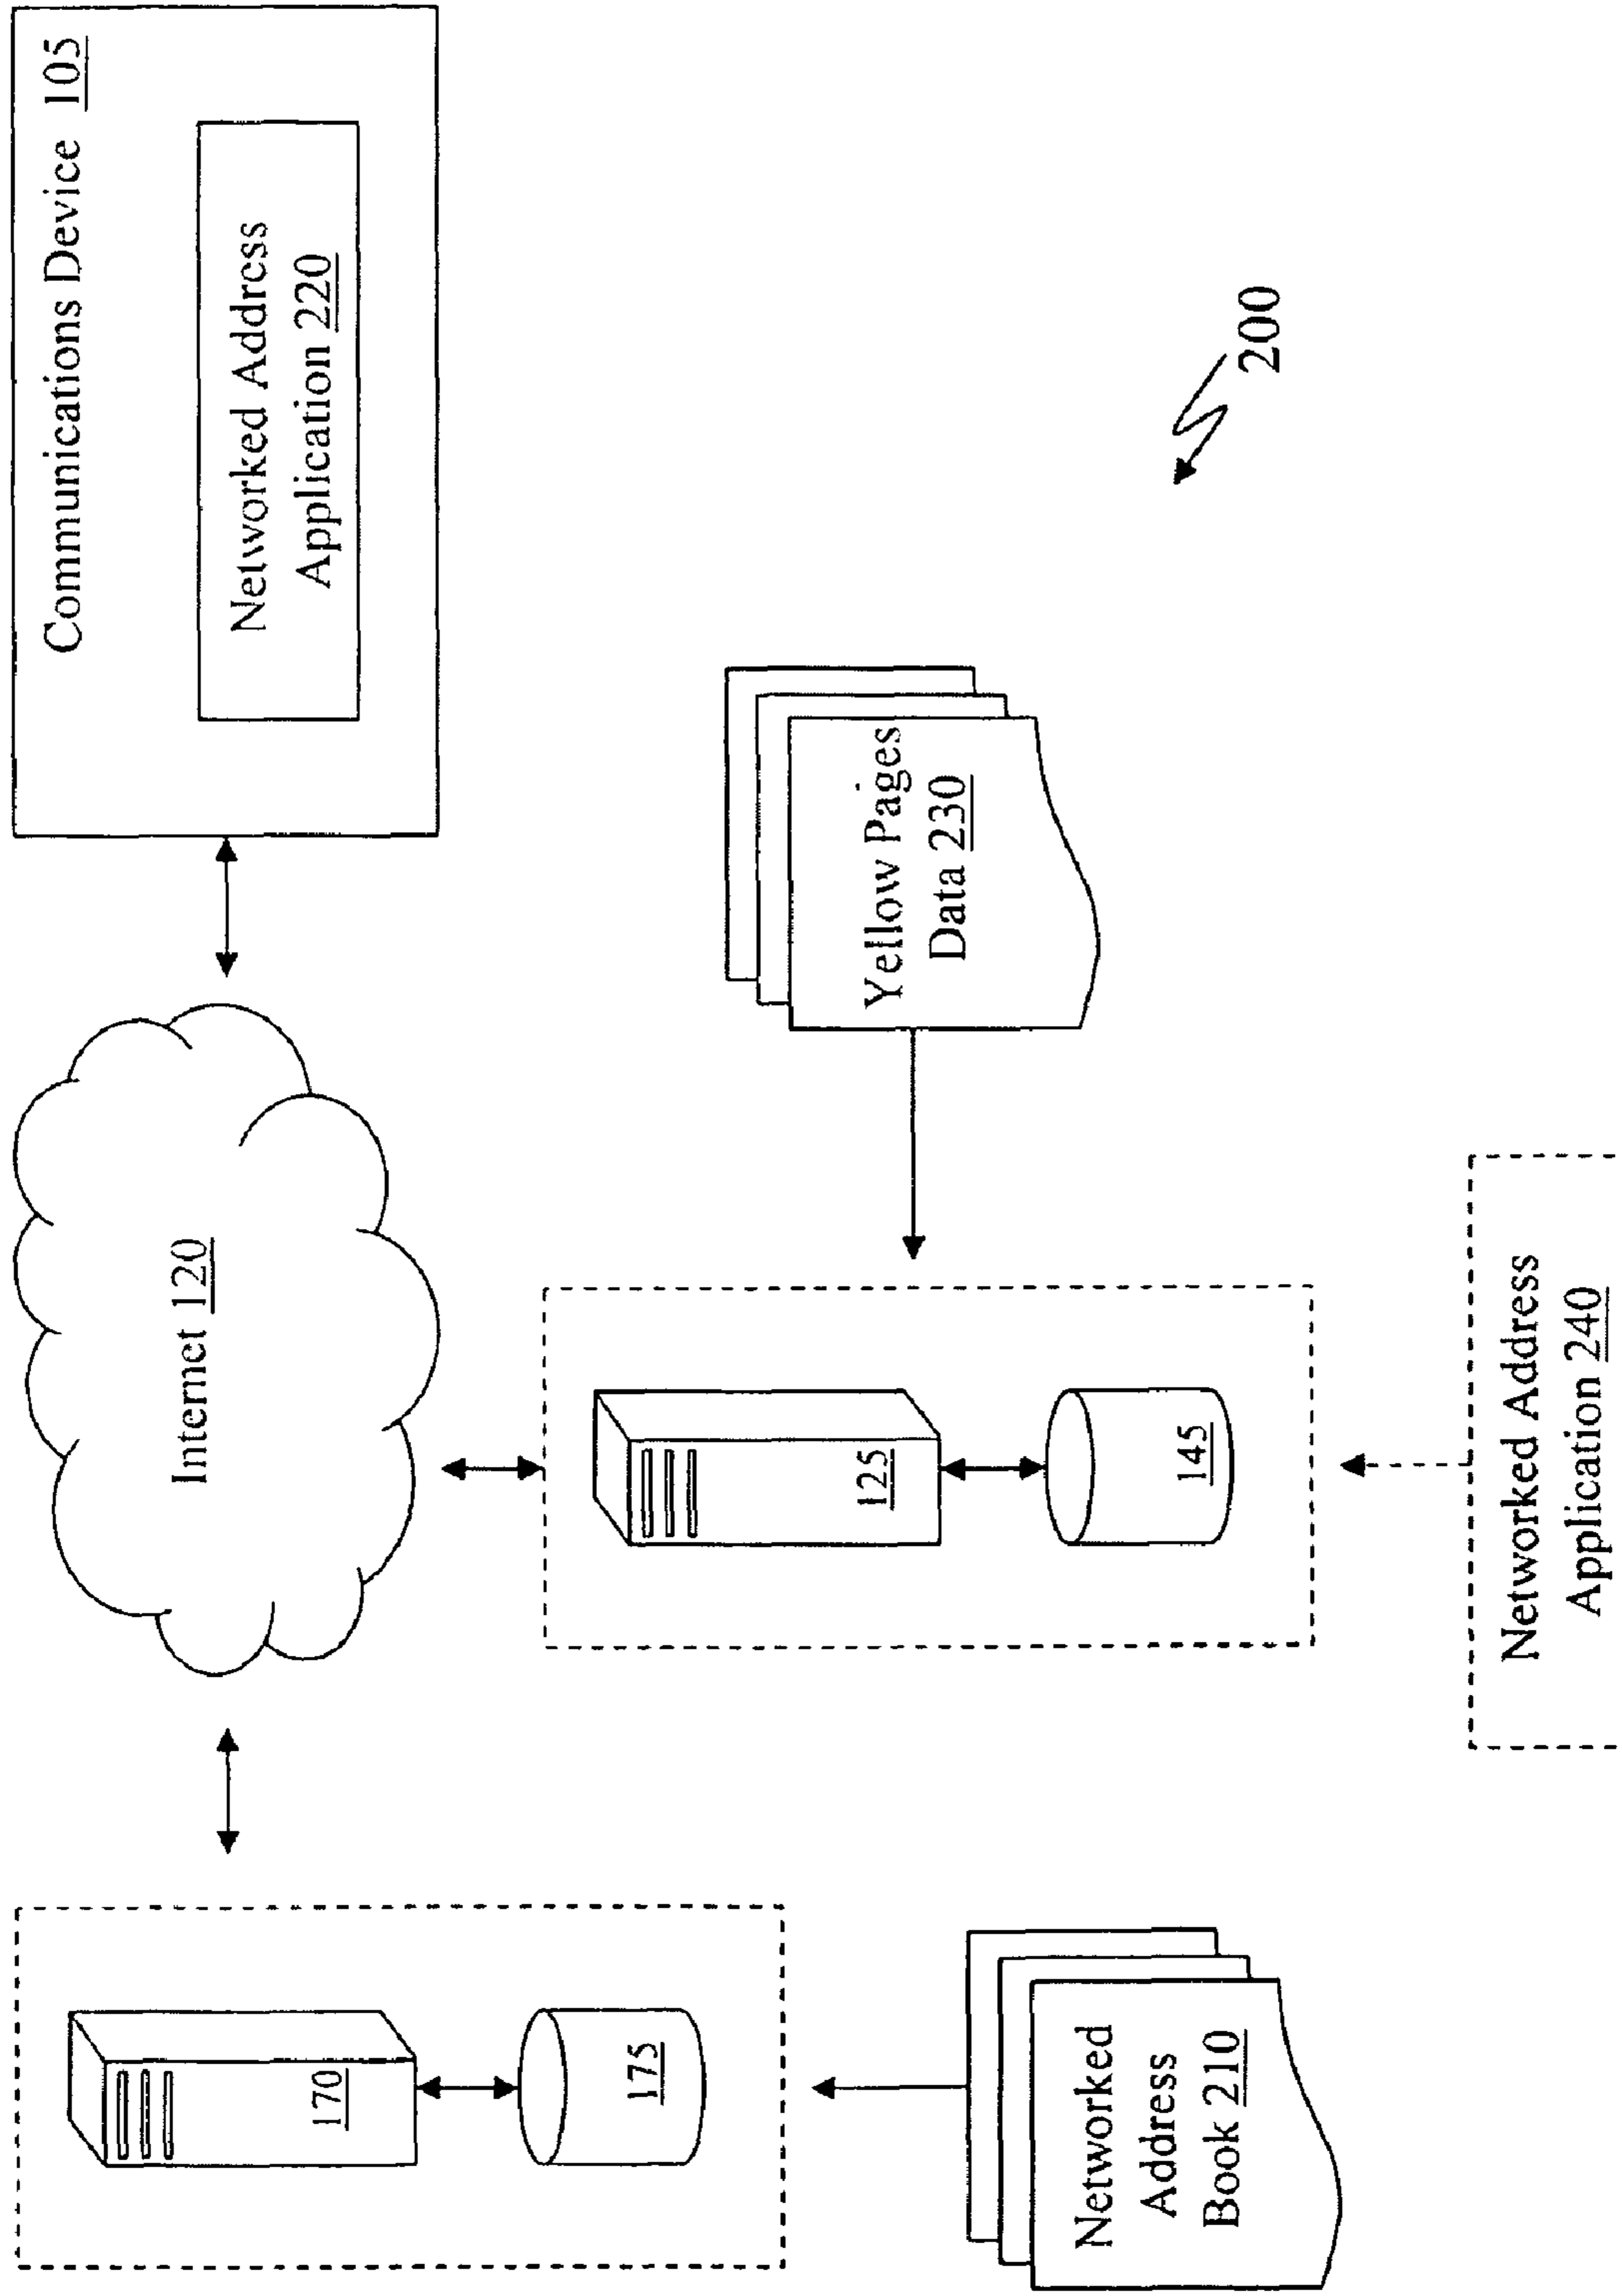 Communications Device 105
Networked Address
Application 220
Internet 120
170
175
125
145
Yellow Pages
Data 230
200
Networked
Address
Book 210
Networked Address
Application 240